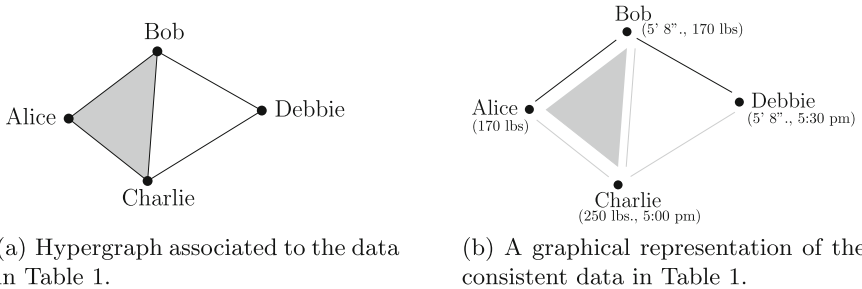 Bob
Alice
Debbie
Charlie
(a) Hypergraph associated to the data
in Table 1.
Bob
(5' 8"., 170 lbs)
Alice
(170 lbs)
Debbie
(5' 8"., 5:30 pm)
Charlie
(250 lbs., 5:00 pm)
(b) A graphical representation of the
consistent data in Table 1.